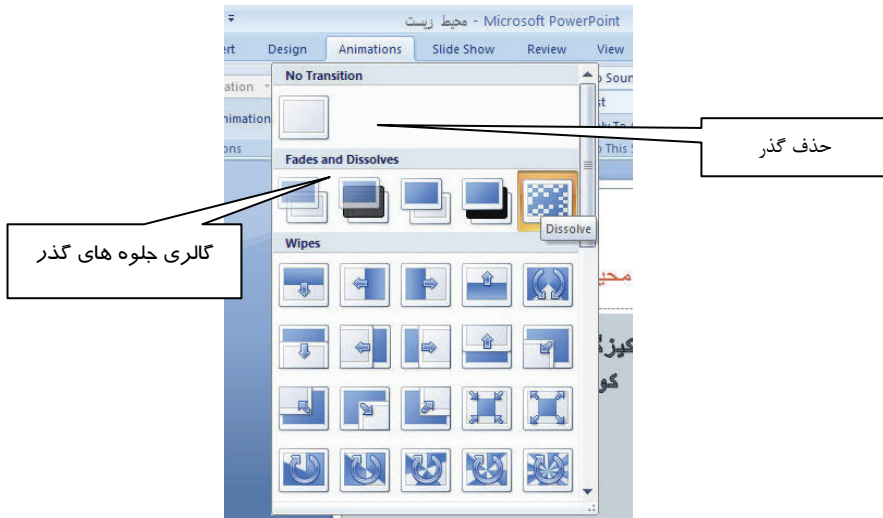 محیط زیست - Microsoft PowerPoint
Design Animations Slide Show Review View
No Transition
حذف گذر
Fades and Dissolves
Dissolve
گالری جلوه های گذر
Wipes